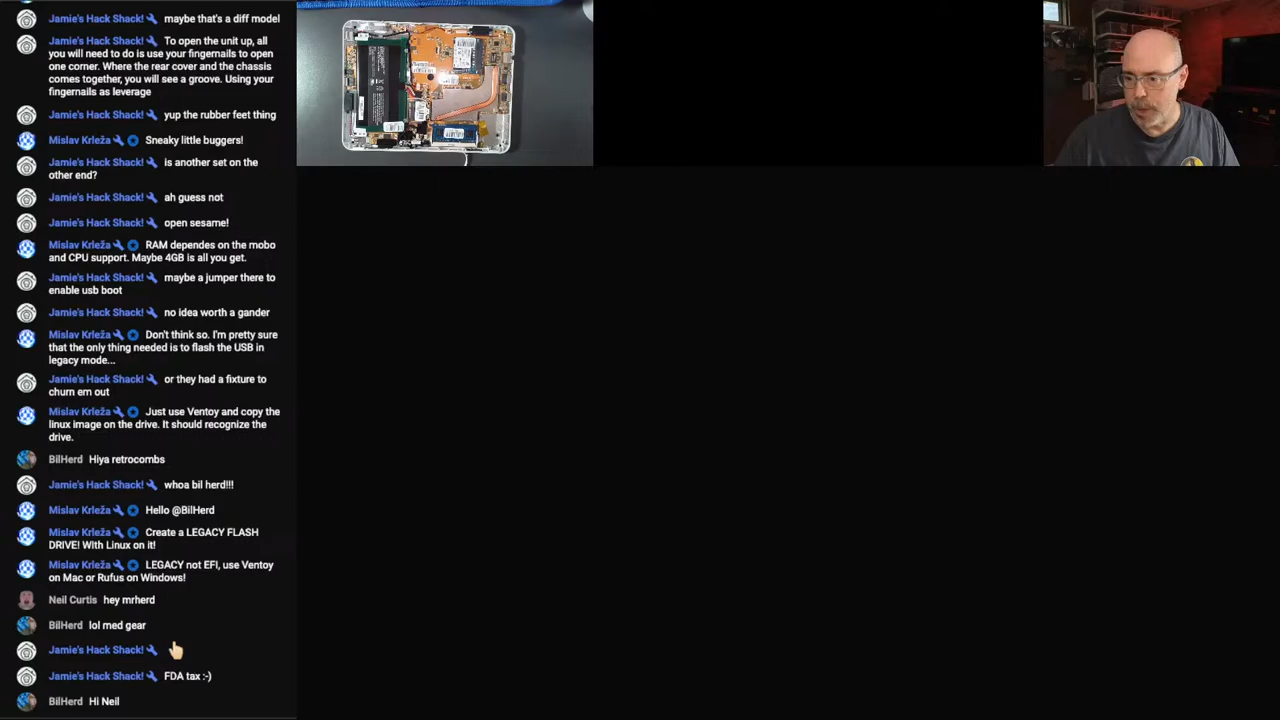 Jamie's Hack Shack! maybe that's a diff model
Jamie's Hack Shack! To open the unit up, all
you will need to do is use your fingernails to open
one corner. Where the rear cover and the chassis
comes together, you will see a groove. Using your
fingernails as leverage
Jamie's Hack Shack! yup the rubber feet thing
Mislav Krleža Sneaky little buggers!
Jamie's Hack Shack! is another set on the
other end?
Jamie's Hack Shack! ah guess not
Jamie's Hack Shack! open sesame!
Mislav Krleža RAM dependes on the mobo
and CPU support. Maybe 4GB is all you get.
Jamie's Hack Shack! maybe a jumper there to
enable usb boot
Jamie's Hack Shack! no idea worth a gander
Mislav Krleža Don't think so. I'm pretty sure
that the only thing needed is to flash the USB in
legacy mode...
Jamie's Hack Shack! or they had a fixture to
churn em out
Mislav Krleža Just use Ventoy and copy the
linux image on the drive. It should recognize the
drive.
BilHerd Hiya retrocombs
Jamie's Hack Shack! whoa bil herd!!!
Mislav Krleža Hello @BilHerd
Mislav Krleža Create a LEGACY FLASH
DRIVE! WIth Linux on it!
Mislav Krleža LEGACY not EFI, use Ventoy
on Mac or Rufus on Windows!
Neil Curtis hey mrherd
BilHerd lol med gear
Jamie's Hack Shack! 👆🏻
Jamie's Hack Shack! FDA tax :-)
BilHerd Hi Neil